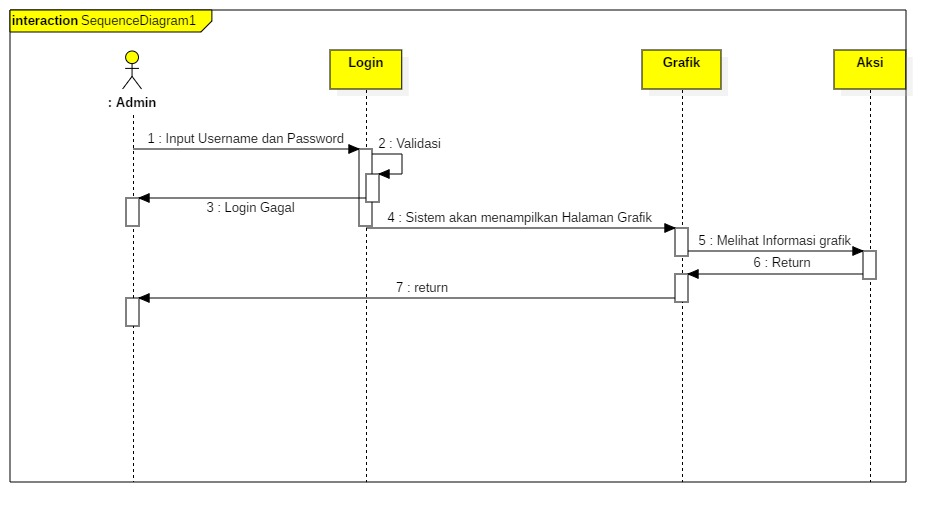 interaction SequenceDiagram1
Login
Grafik
Aksi
: Admin
1 : Input Username dan Password
2 : Validasi
3 : Login Gagal
4 : Sistem akan menampilkan Halaman Grafik
5 : Melihat Informasi grafik
6 : Return
7 : return